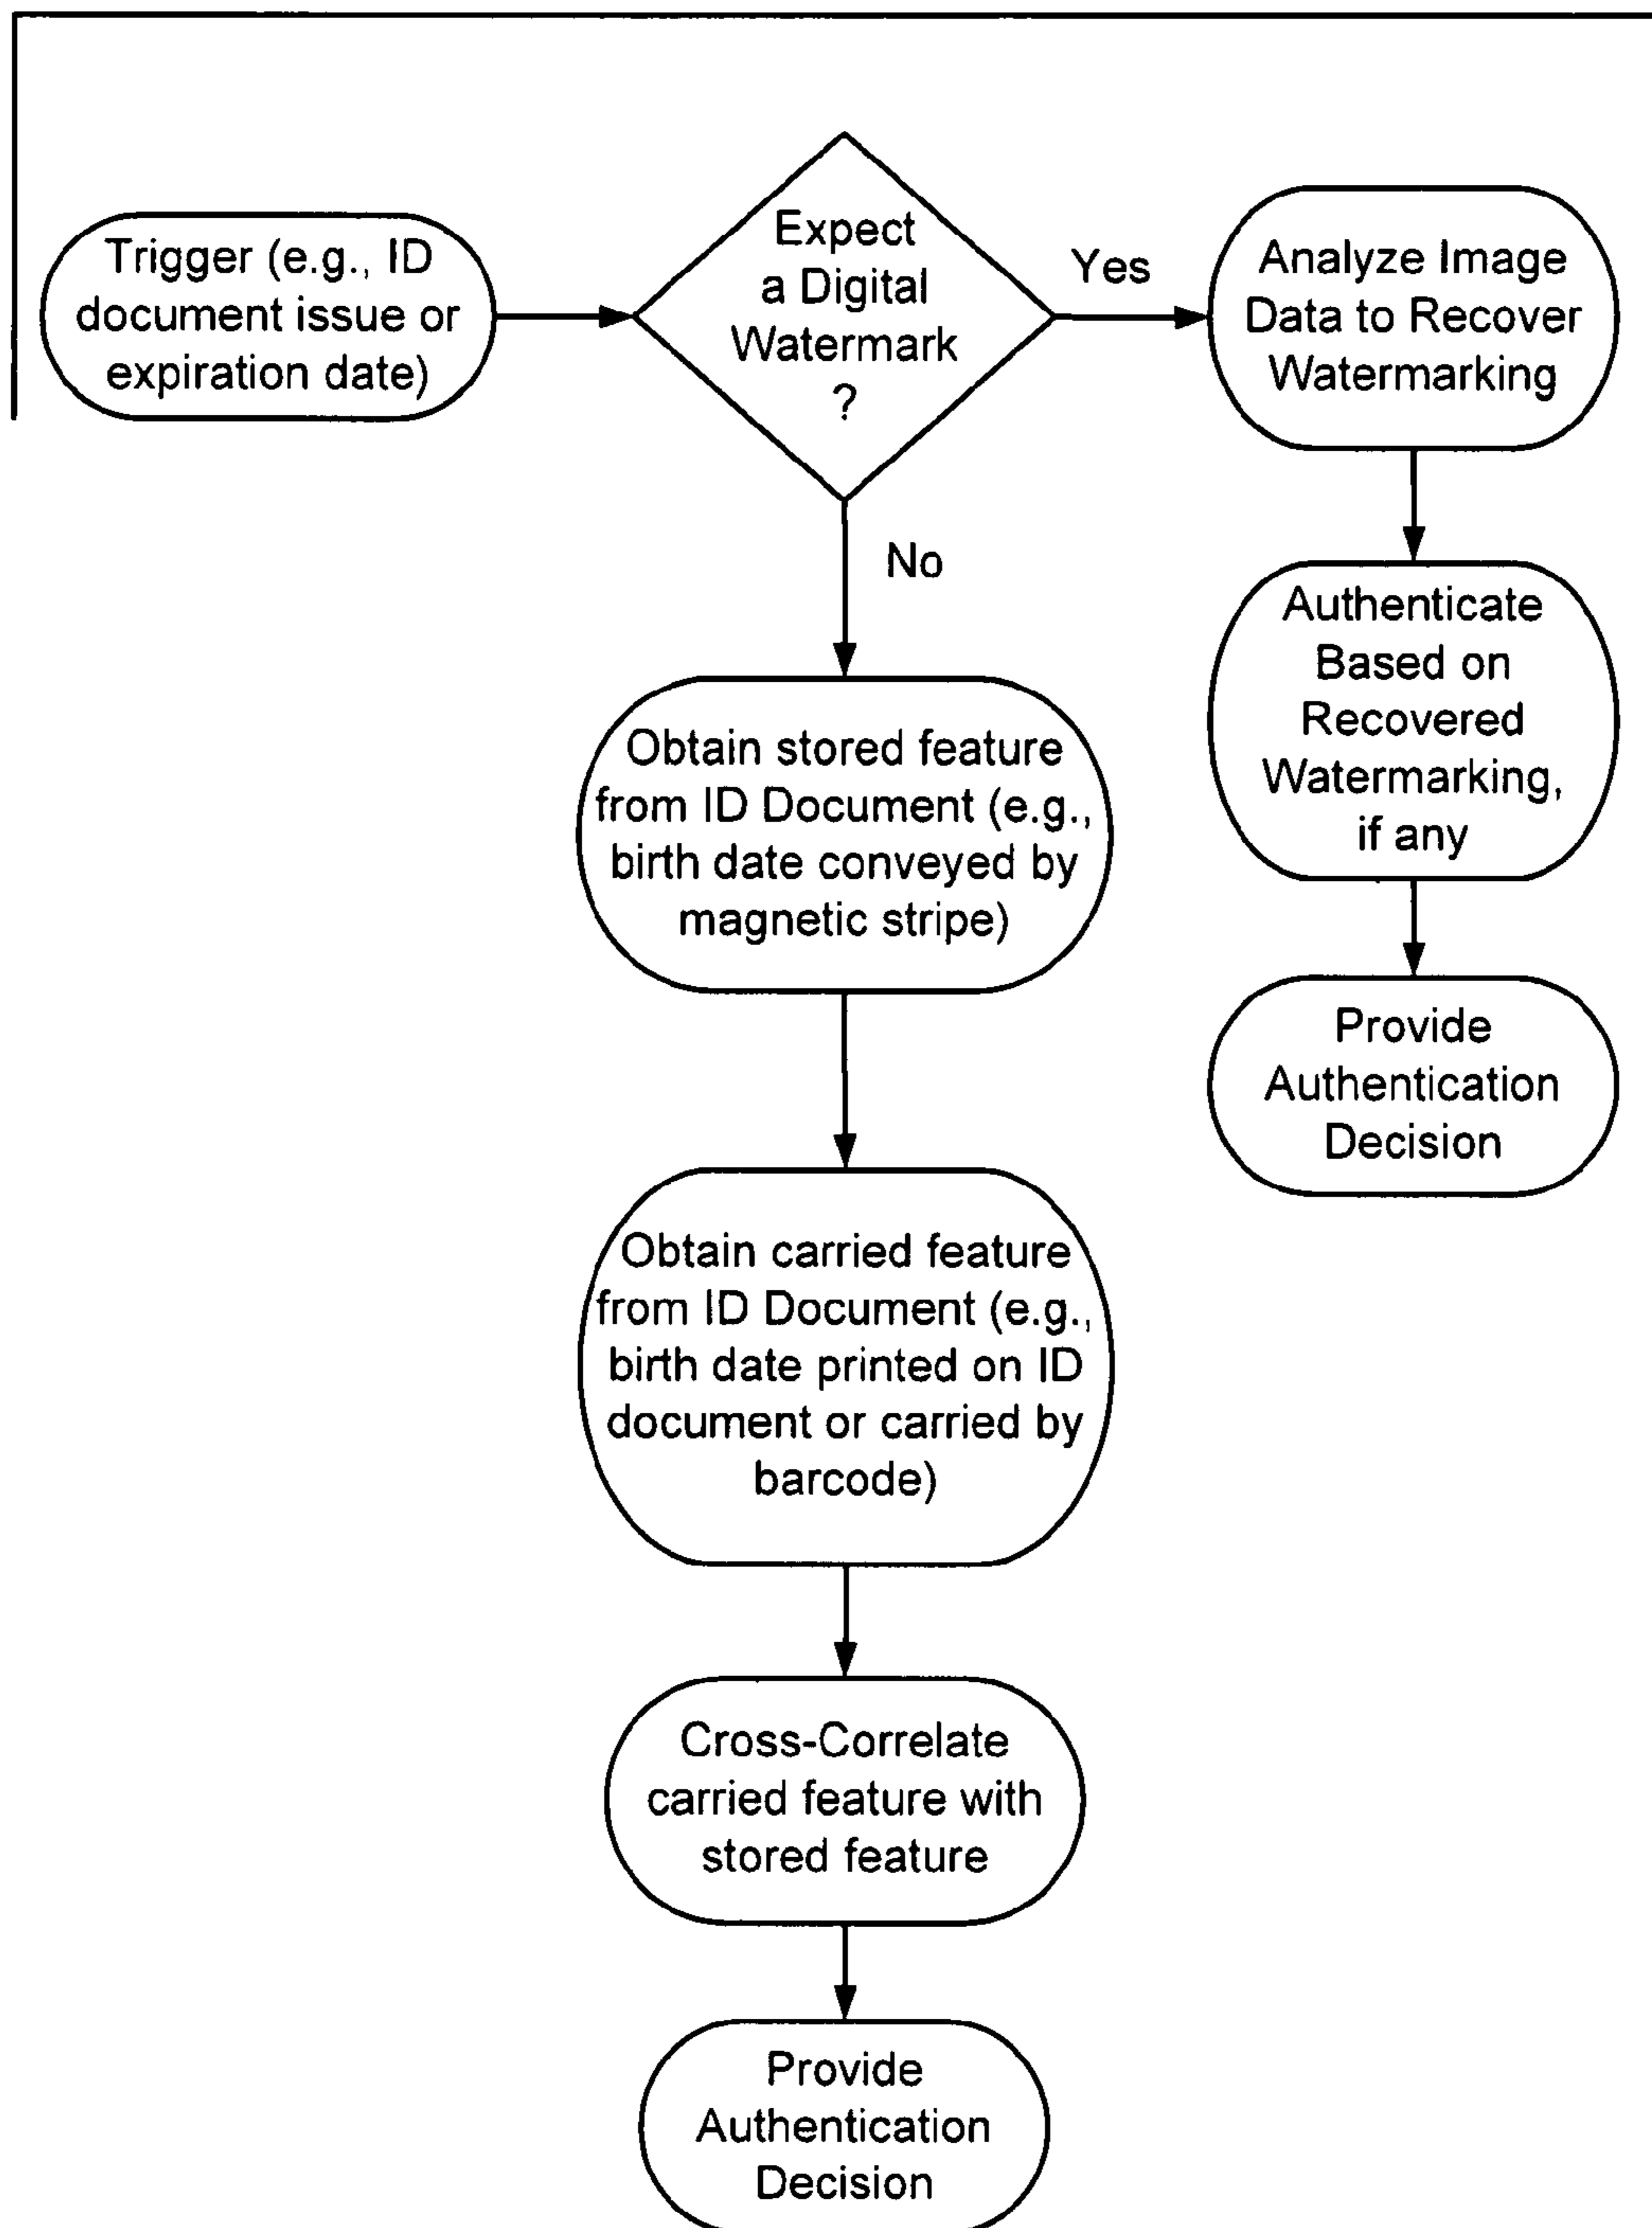 Trigger (e.g., ID
document issue or
expiration date)
Expect
a Digital
Watermark
?
Yes
Analyze Image
Data to Recover
Watermarking
Authenticate
Based on
Recovered
Watermarking,
if any
Provide
Authentication
Decision
No
Obtain stored feature
from ID Document (e.g.,
birth date conveyed by
magnetic stripe)
Obtain carried feature
from ID Document (e.g.,
birth date printed on ID
document or carried by
barcode)
Cross-Correlate
carried feature with
stored feature
Provide
Authentication
Decision